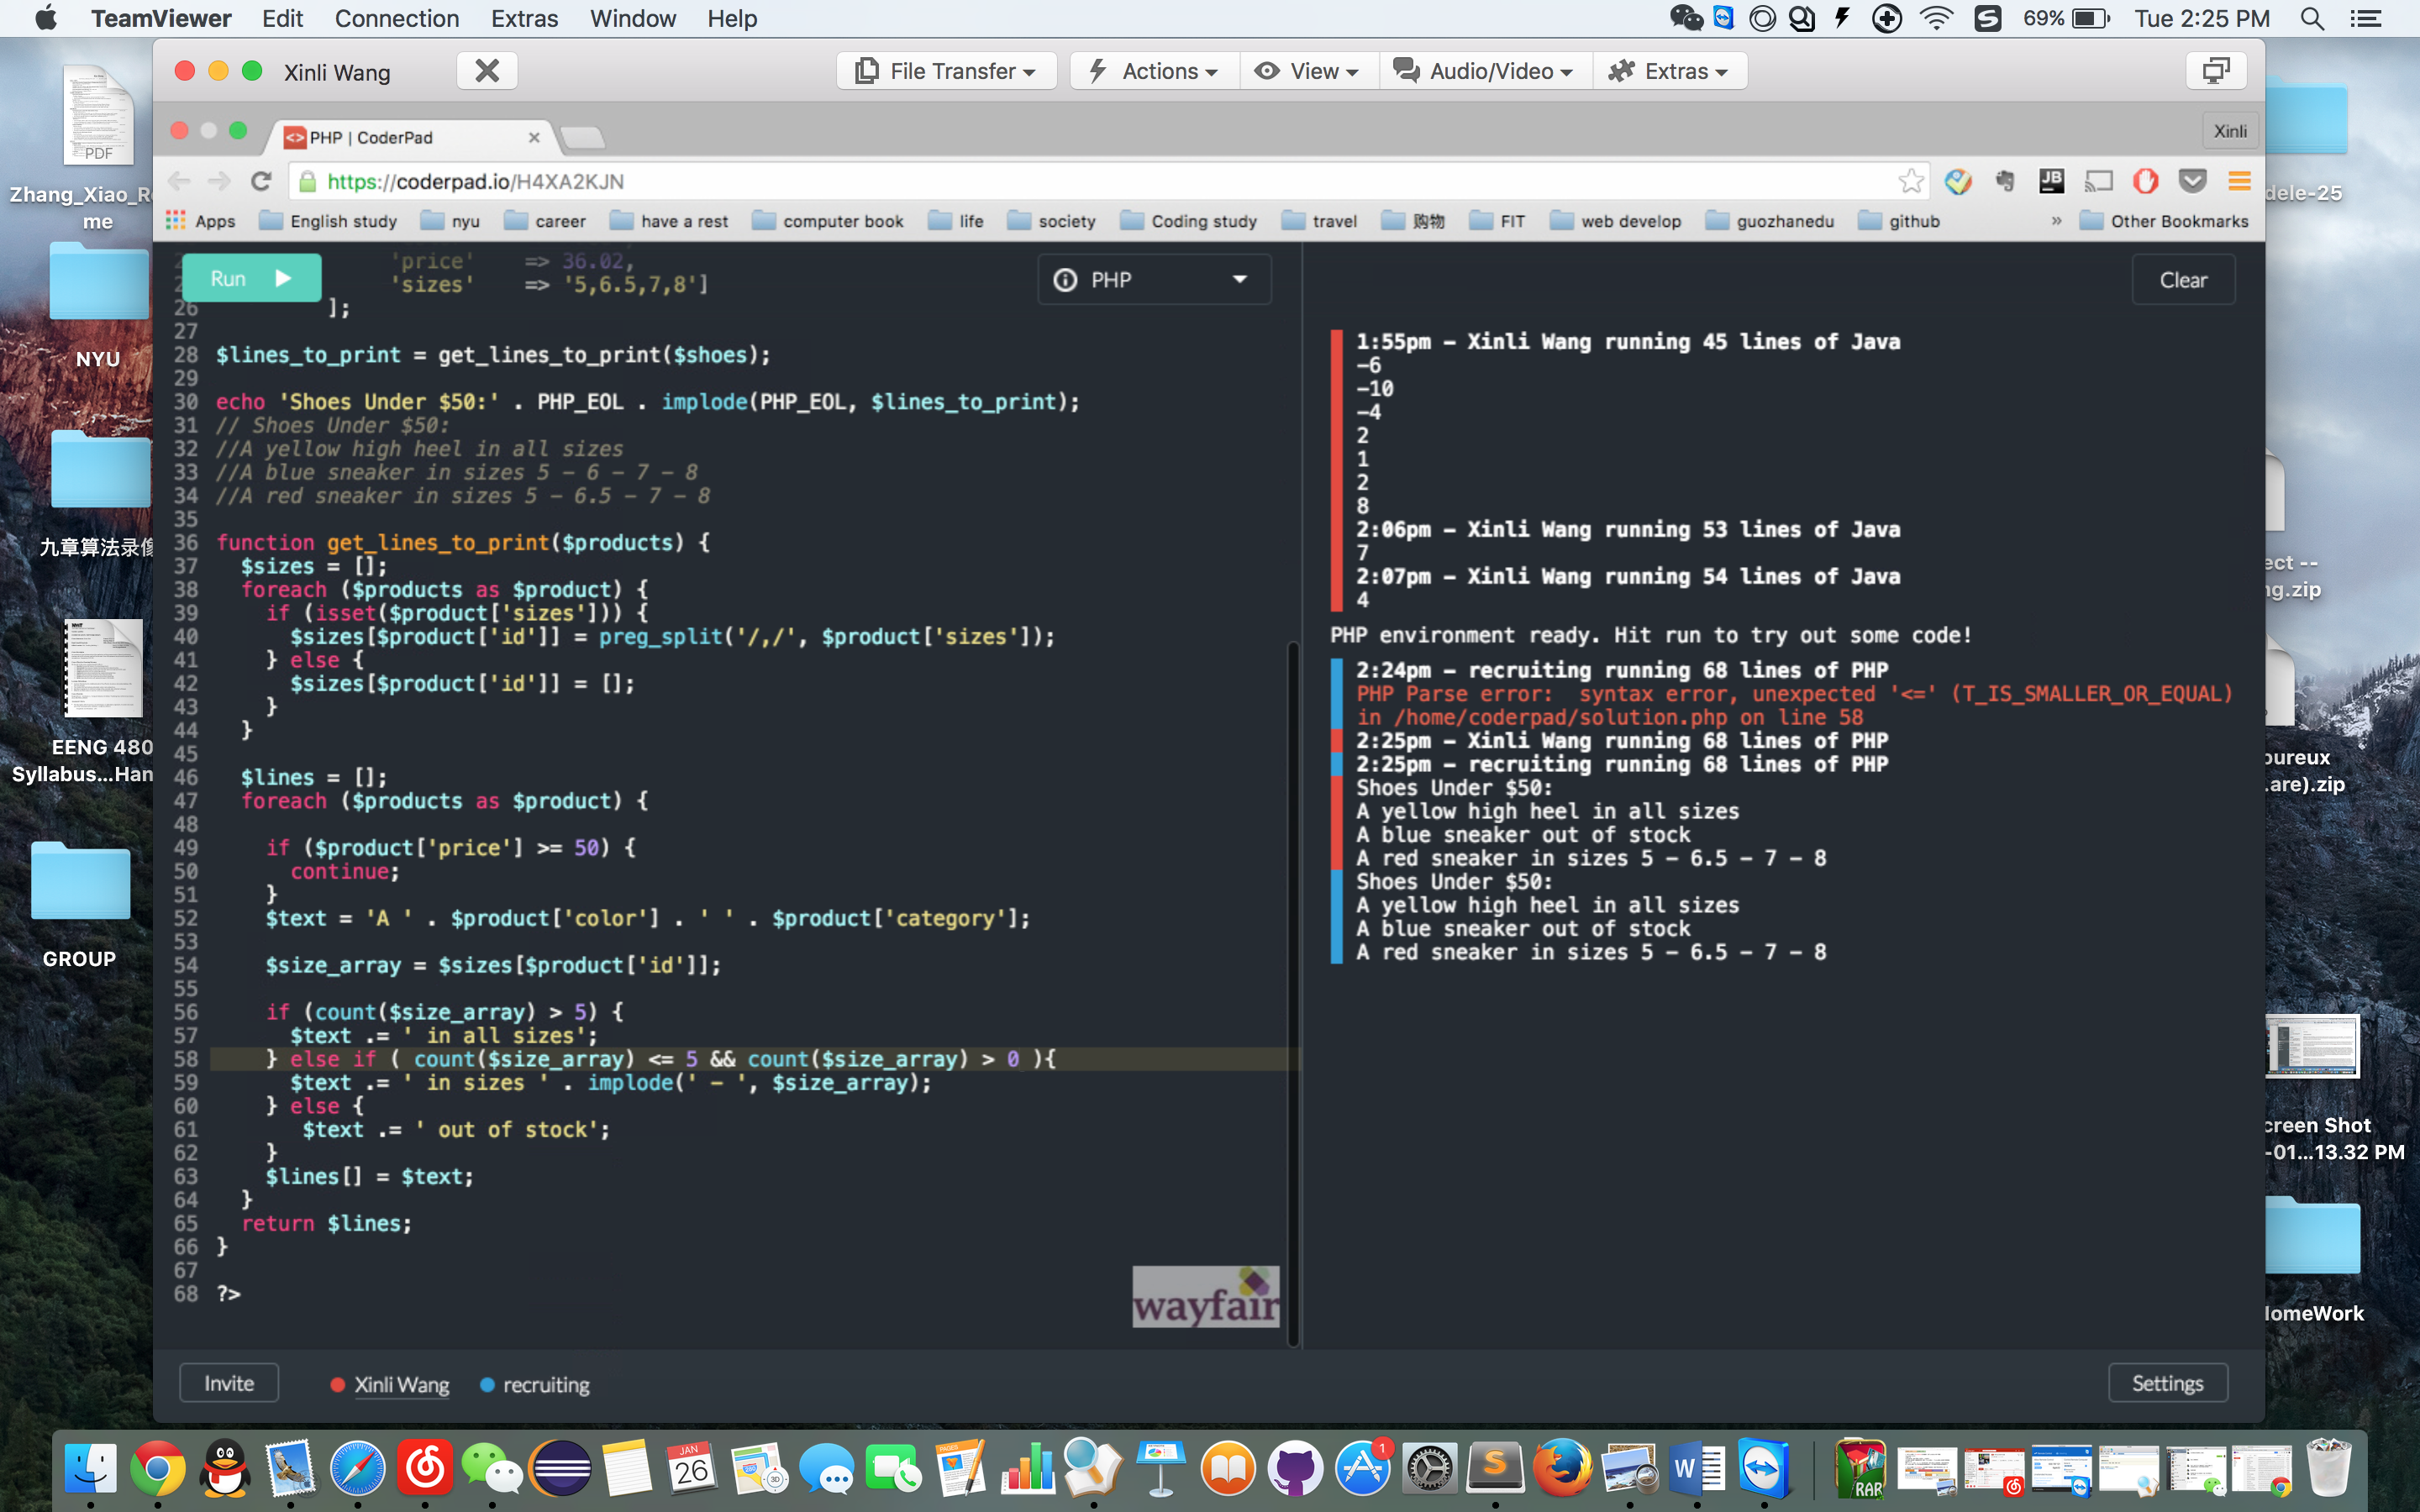 TeamViewer Edit Connection Extras Window Help 69% Tue 2:25 PM
Xinli Wang File Transfer Actions View Audio/Video Extras
PHP | CoderPad Xinli
https://coderpad.io/H4XA2KJN
Apps English study nyu career have a rest computer book life society Coding study travel 购物 FIT web develop guozhanedu github » Other Bookmarks
PDF
Zhang_Xiao_Re
me
NYU
九章算法录像
EENG 480
Syllabus...Han
GROUP
Run
PHP
'price' => 36.02,
'sizes' => '5,6.5,7,8']
26 ];
27
28 $lines_to_print = get_lines_to_print($shoes);
29
30 echo 'Shoes Under $50:' . PHP_EOL . implode(PHP_EOL, $lines_to_print);
31 // Shoes Under $50:
32 //A yellow high heel in all sizes
33 //A blue sneaker in sizes 5 - 6 - 7 - 8
34 //A red sneaker in sizes 5 - 6.5 - 7 - 8
35
36 function get_lines_to_print($products) {
37 $sizes = [];
38 foreach ($products as $product) {
39 if (isset($product['sizes'])) {
40 $sizes[$product['id']] = preg_split('/,/', $product['sizes']);
41 } else {
42 $sizes[$product['id']] = [];
43 }
44 }
45
46 $lines = [];
47 foreach ($products as $product) {
48
49 if ($product['price'] >= 50) {
50 continue;
51 }
52 $text = 'A ' . $product['color'] . ' ' . $product['category'];
53
54 $size_array = $sizes[$product['id']];
55
56 if (count($size_array) > 5) {
57 $text .= ' in all sizes';
58 } else if ( count($size_array) <= 5 && count($size_array) > 0 ){
59 $text .= ' in sizes ' . implode(' - ', $size_array);
60 } else {
61 $text .= ' out of stock';
62 }
63 $lines[] = $text;
64 }
65 return $lines;
66 }
67
68 ?>
wayfair
Clear
1:55pm - Xinli Wang running 45 lines of Java
-6
-10
-4
2
1
2
8
2:06pm - Xinli Wang running 53 lines of Java
7
2:07pm - Xinli Wang running 54 lines of Java
4
PHP environment ready. Hit run to try out some code!
2:24pm - recruiting running 68 lines of PHP
PHP Parse error: syntax error, unexpected '<=' (T_IS_SMALLER_OR_EQUAL)
in /home/coderpad/solution.php on line 58
2:25pm - Xinli Wang running 68 lines of PHP
2:25pm - recruiting running 68 lines of PHP
Shoes Under $50:
A yellow high heel in all sizes
A blue sneaker out of stock
A red sneaker in sizes 5 - 6.5 - 7 - 8
Shoes Under $50:
A yellow high heel in all sizes
A blue sneaker out of stock
A red sneaker in sizes 5 - 6.5 - 7 - 8
Invite Xinli Wang recruiting Settings
dele-25
ect --
ng.zip
oureux
.are).zip
creen Shot
-01...13.32 PM
HomeWork
JAN
26
PAGES
3D
1
RAR